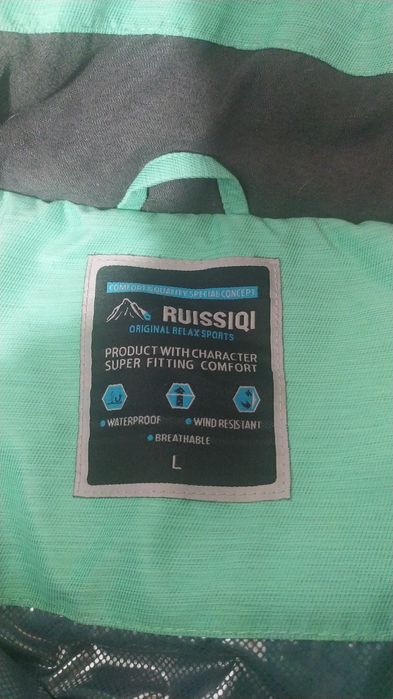 COMFORT & QUALITY SPECIAL CONCEPT
RUISSIQI
ORIGINAL RELAX SPORTS
PRODUCT WITH CHARACTER
SUPER FITTING COMFORT
WATERPROOF WIND RESISTANT
BREATHABLE
L